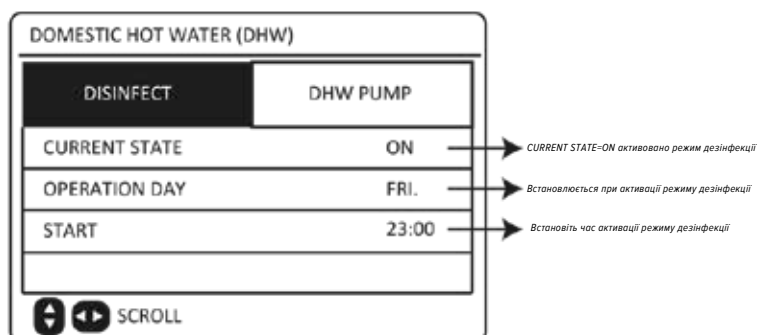 DOMESTIC HOT WATER (DHW)
DISINFECT DHW PUMP
CURRENT STATE ON CURRENT STATE=ON активовано режим дезінфекції
OPERATION DAY FRI. Встановлюється при активації режиму дезінфекції
START 23:00 Встановіть час активації режиму дезінфекції
SCROLL